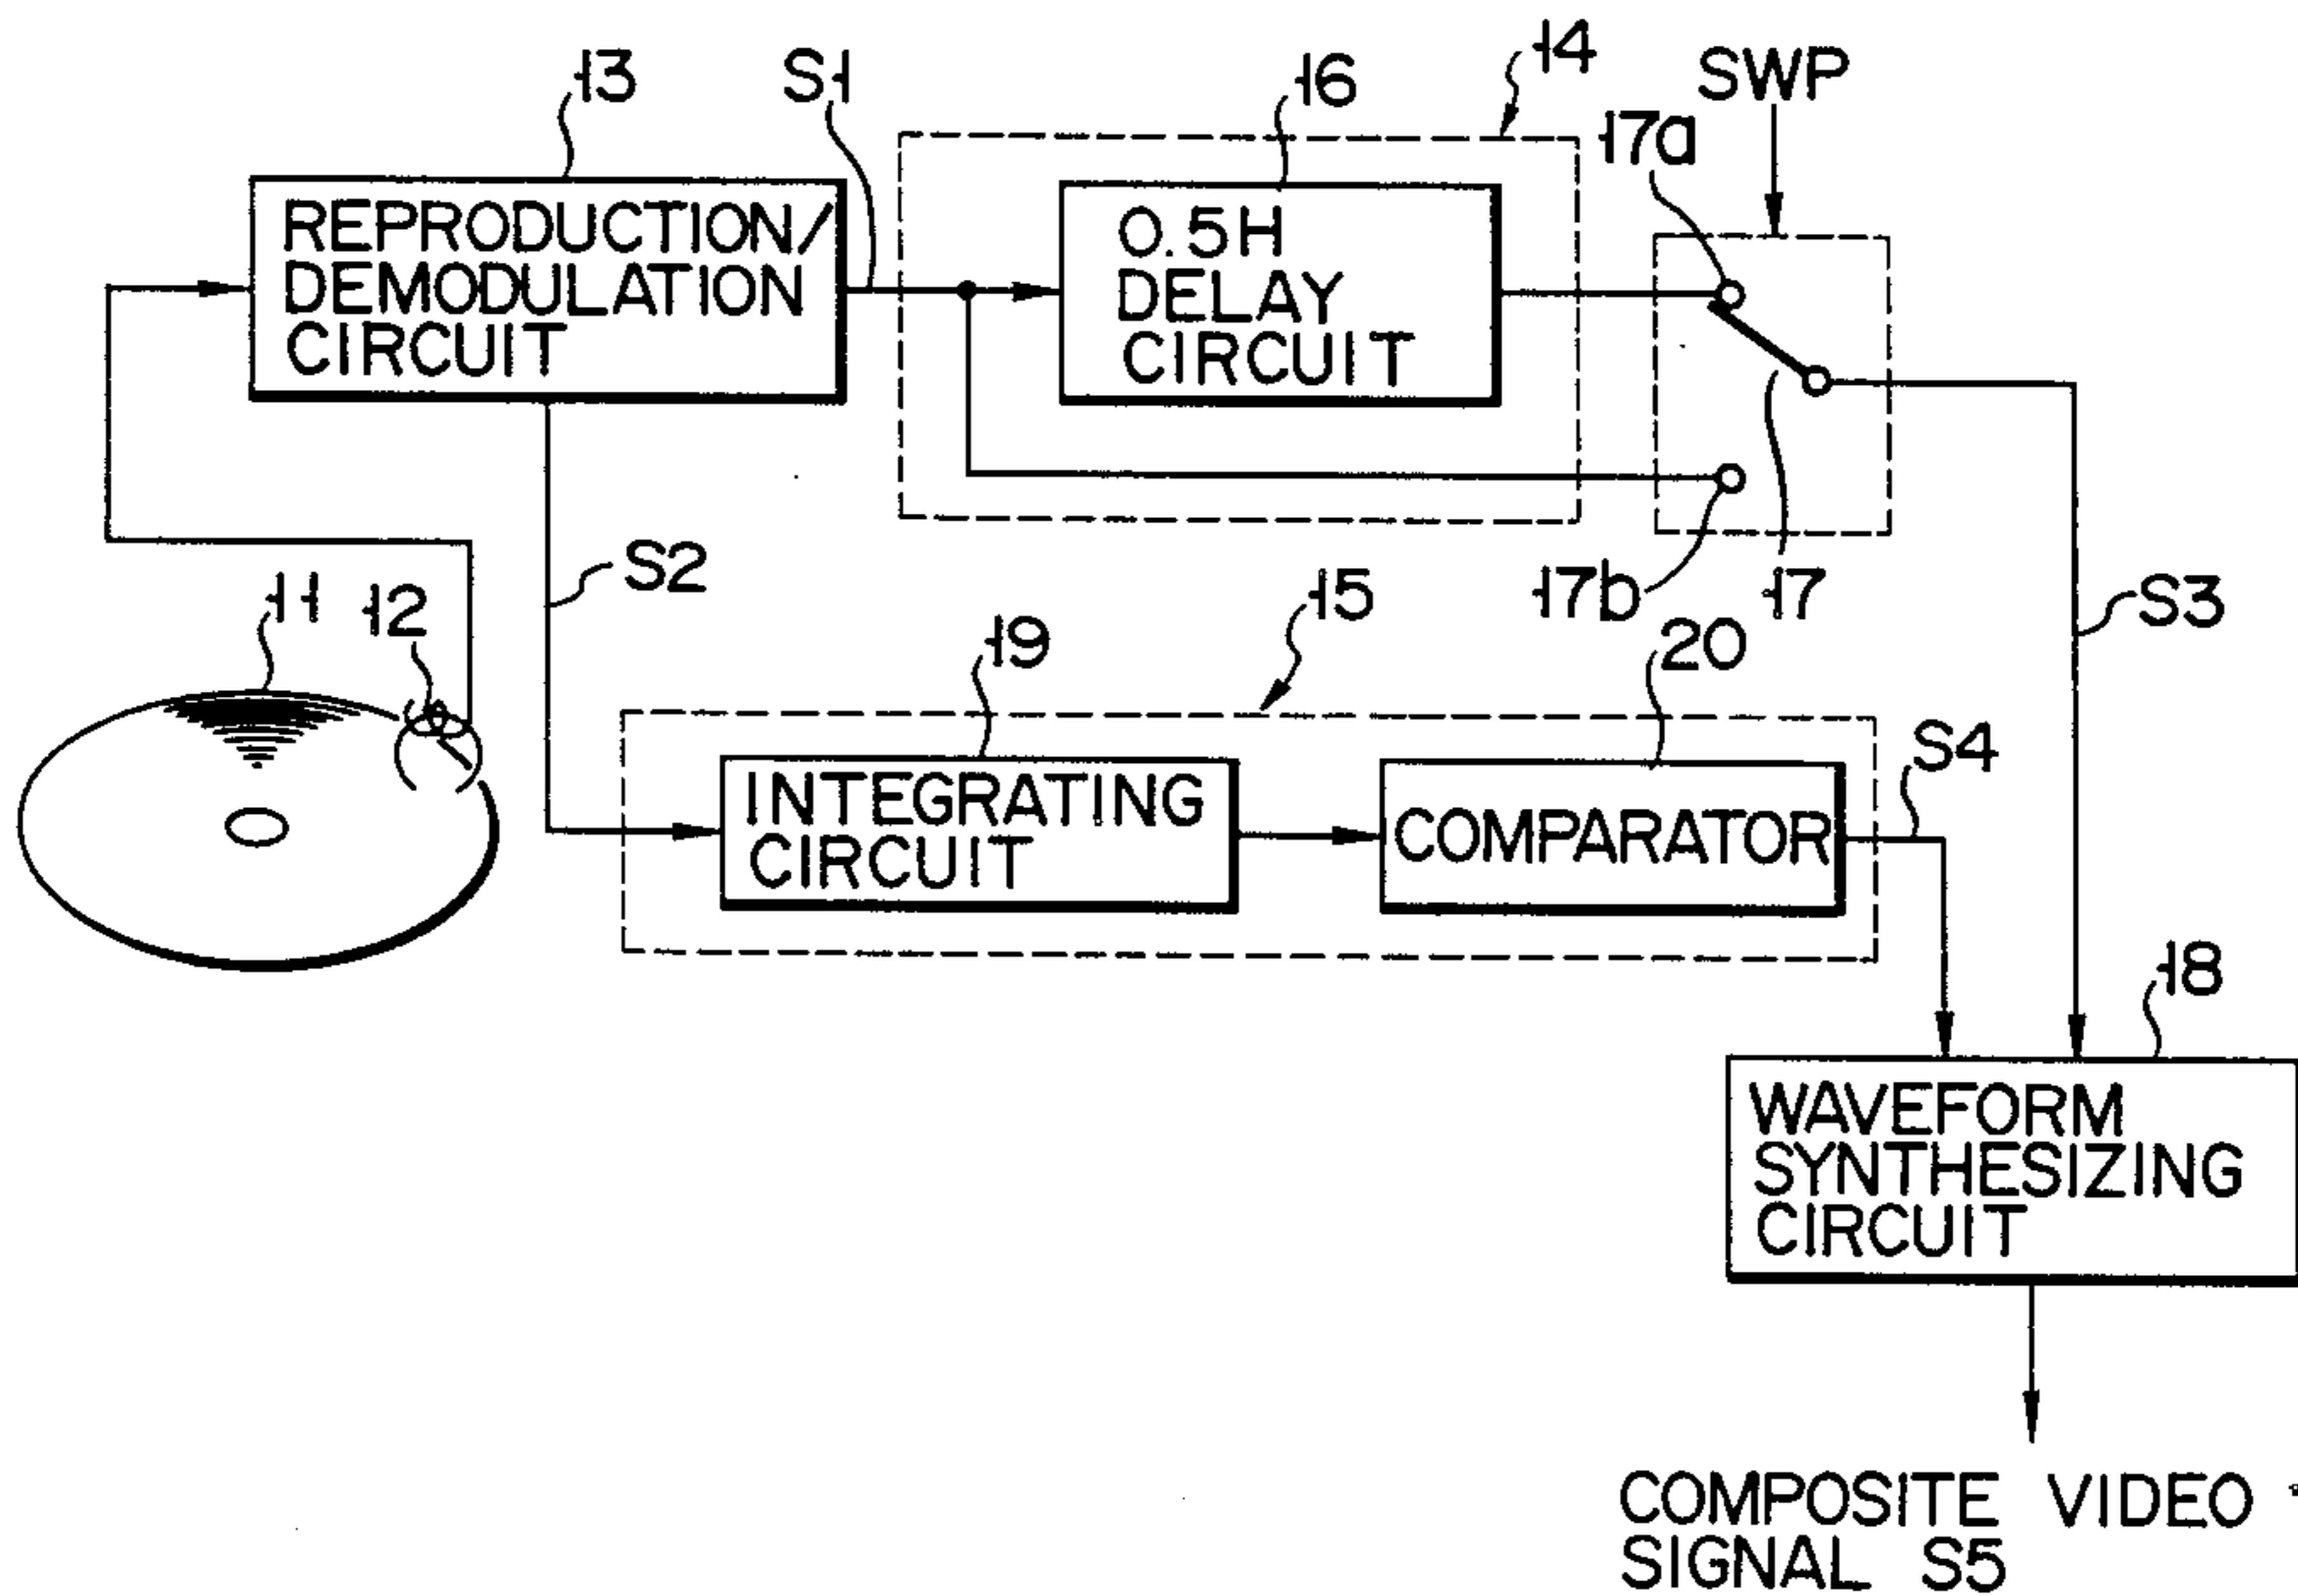 13
S1
16
14
SWP
17a
REPRODUCTION/
DEMODULATION
CIRCUIT
0.5H
DELAY
CIRCUIT
S2
17b
17
S3
11
12
15
19
20
S4
INTEGRATING
CIRCUIT
COMPARATOR
18
WAVEFORM
SYNTHESIZING
CIRCUIT
COMPOSITE VIDEO
SIGNAL S5